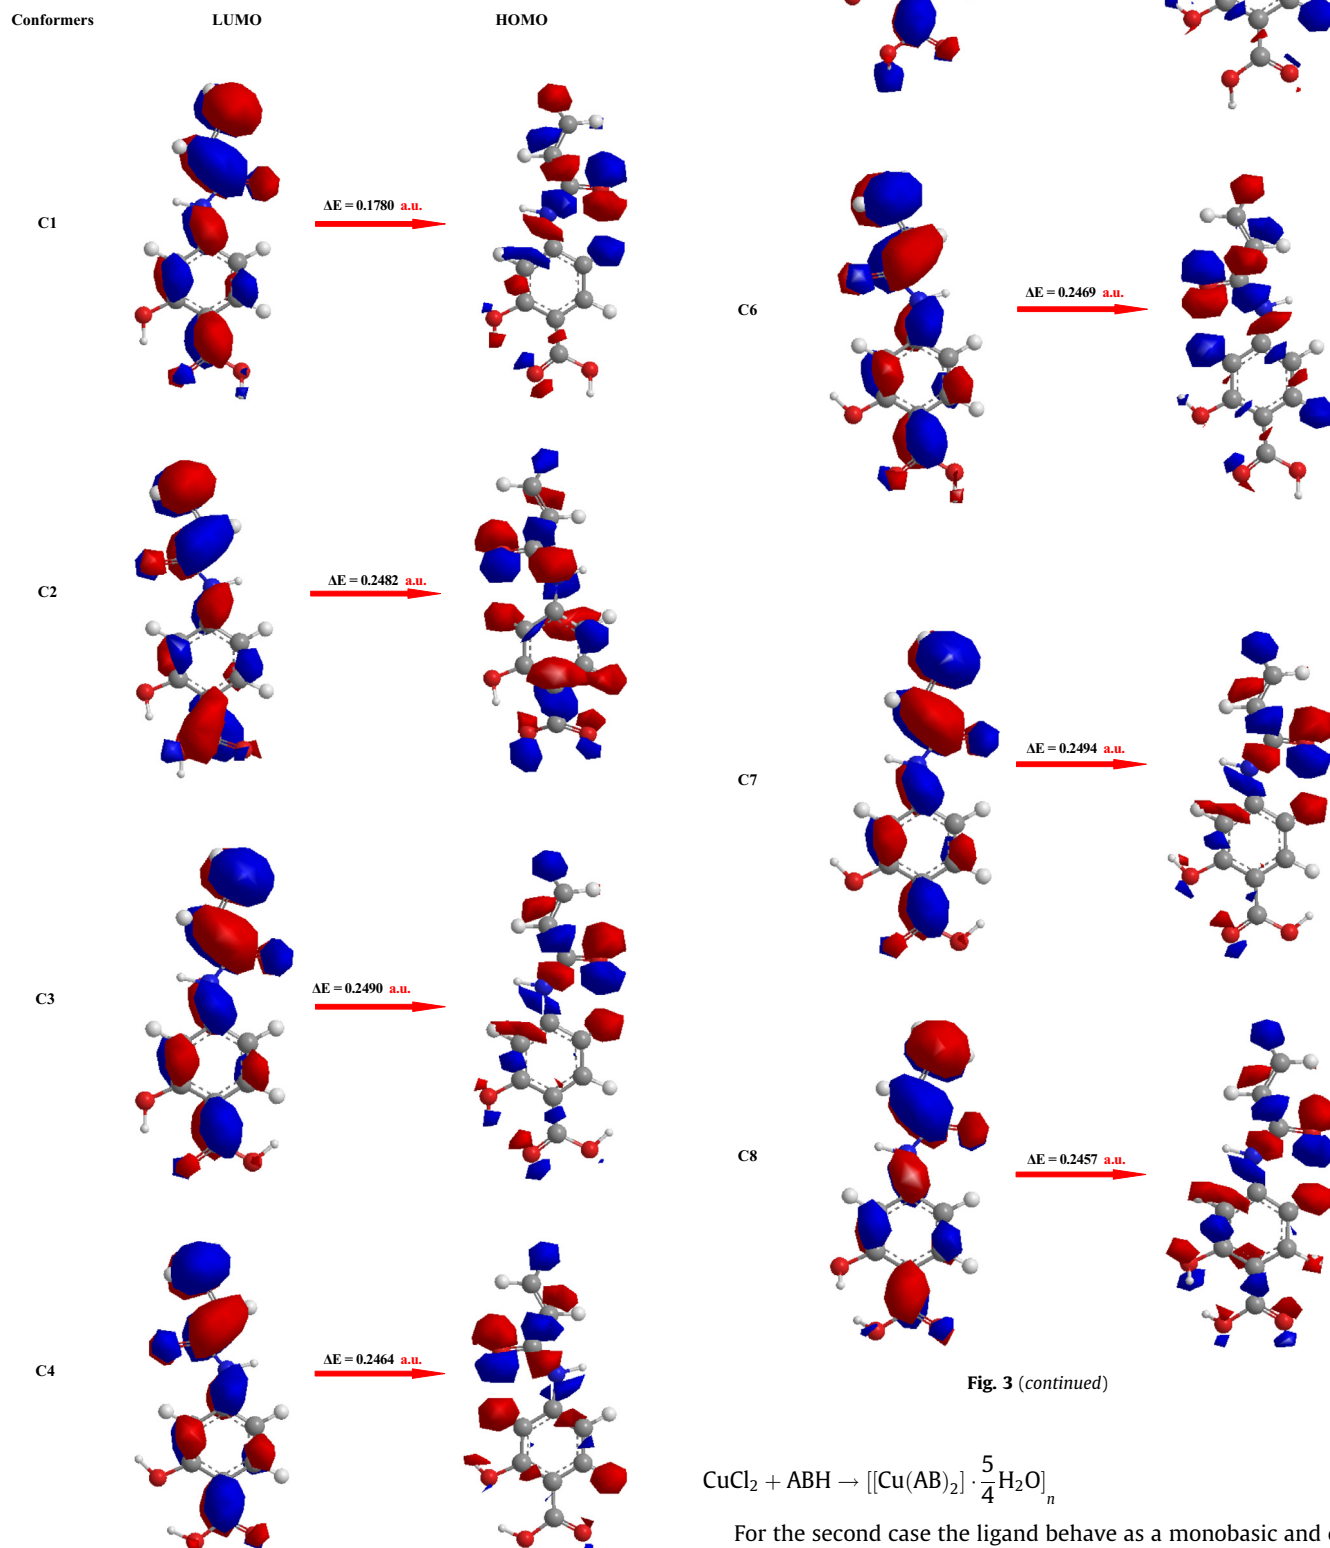 Conformers LUMO HOMO
C1 ΔE = 0.1780 a.u.
C2 ΔE = 0.2482 a.u.
C3 ΔE = 0.2490 a.u.
C4 ΔE = 0.2464 a.u.
C6 ΔE = 0.2469 a.u.
C7 ΔE = 0.2494 a.u.
C8 ΔE = 0.2457 a.u.
Fig. 3 (continued)
CuCl₂ + ABH → [[Cu(AB)₂] · 5/4 H₂O]ₙ
For the second case the ligand behave as a monobasic and